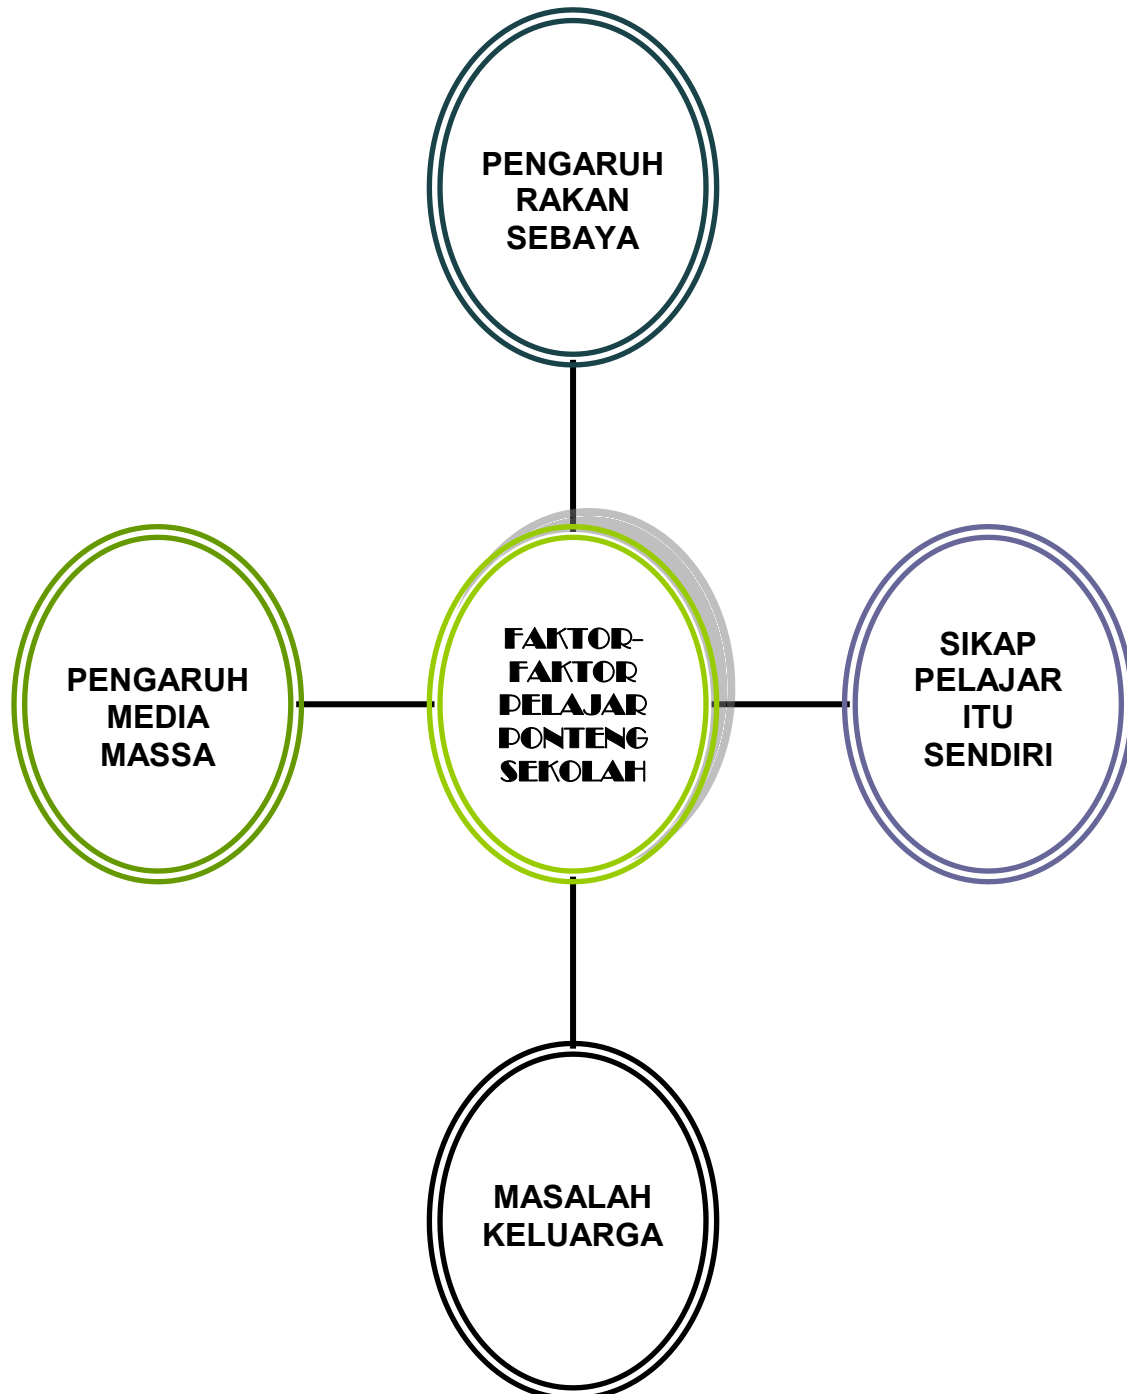 PENGARUH
RAKAN
SEBAYA
PENGARUH
MEDIA
MASSA
FAKTOR-
FAKTOR
PELAJAR
PONTENG
SEKOLAH
SIKAP
PELAJAR
ITU
SENDIRI
MASALAH
KELUARGA